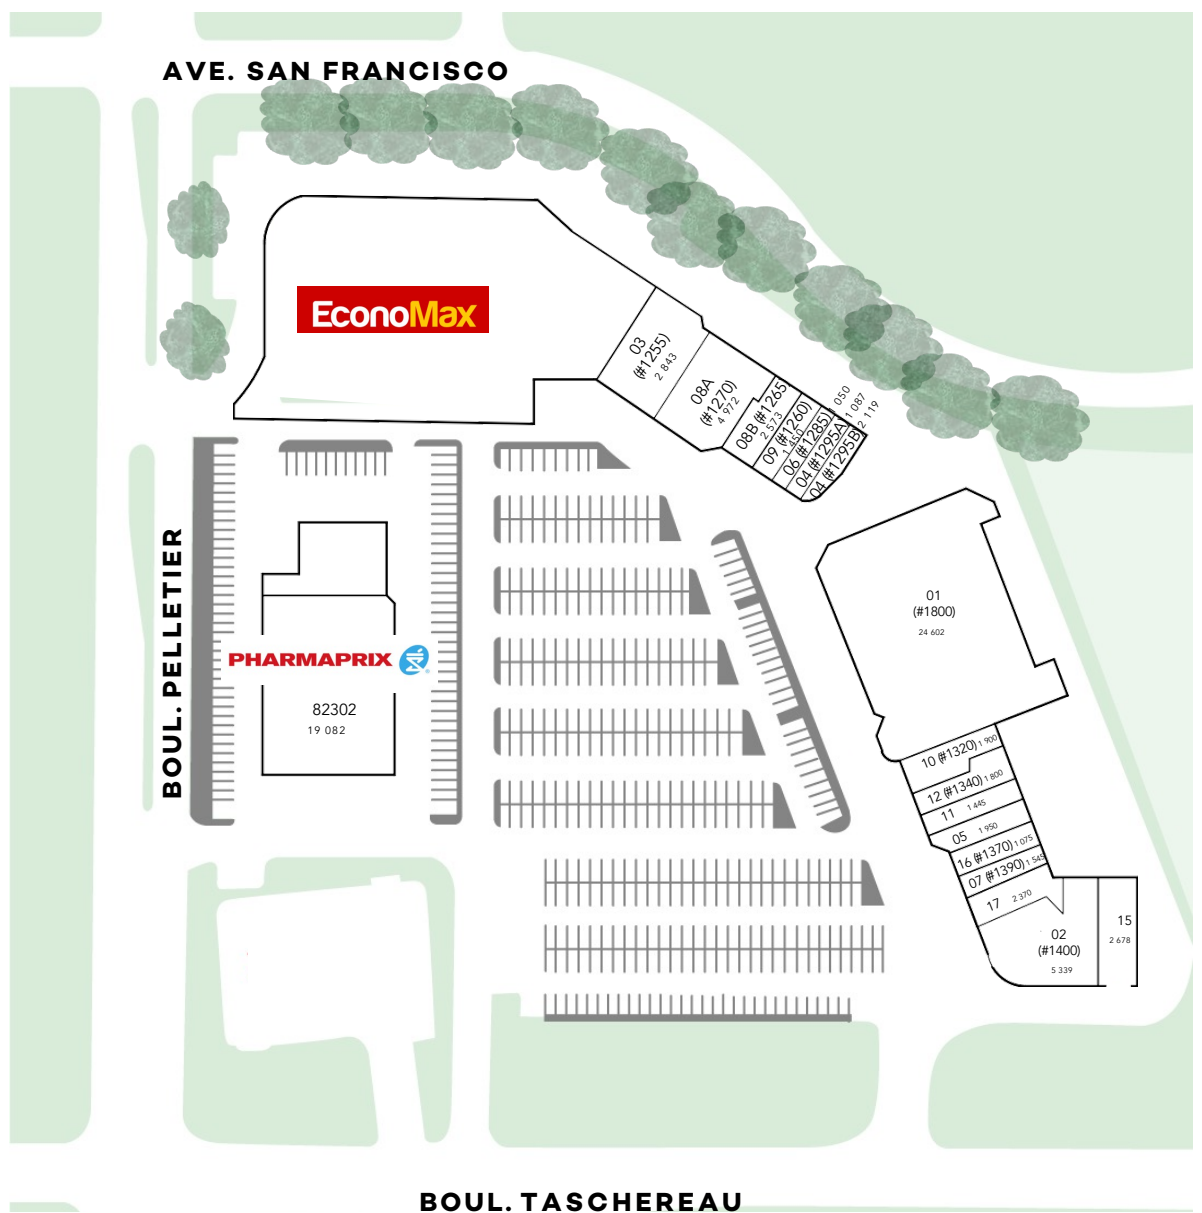 AVE. SAN FRANCISCO
EconoMax
03
(#1255)
2 843
08A
(#1270)
4 972
08B (#1265
2 573
09 (#1260)
1 450
06 (#1285)
1 050
04 (#1295A)
1 087
04 (#1295B)
2 119
01
(#1800)
24 602
BOUL. PELLETIER
PHARMAPRIX
82302
19 082
10 (#1320) 1 900
12 (#1340) 1 800
11 1 445
05 1 950
16 (#1370) 1 075
07 (#1390) 1 545
17 2 370
02
(#1400)
5 339
15
2 678
BOUL. TASCHEREAU